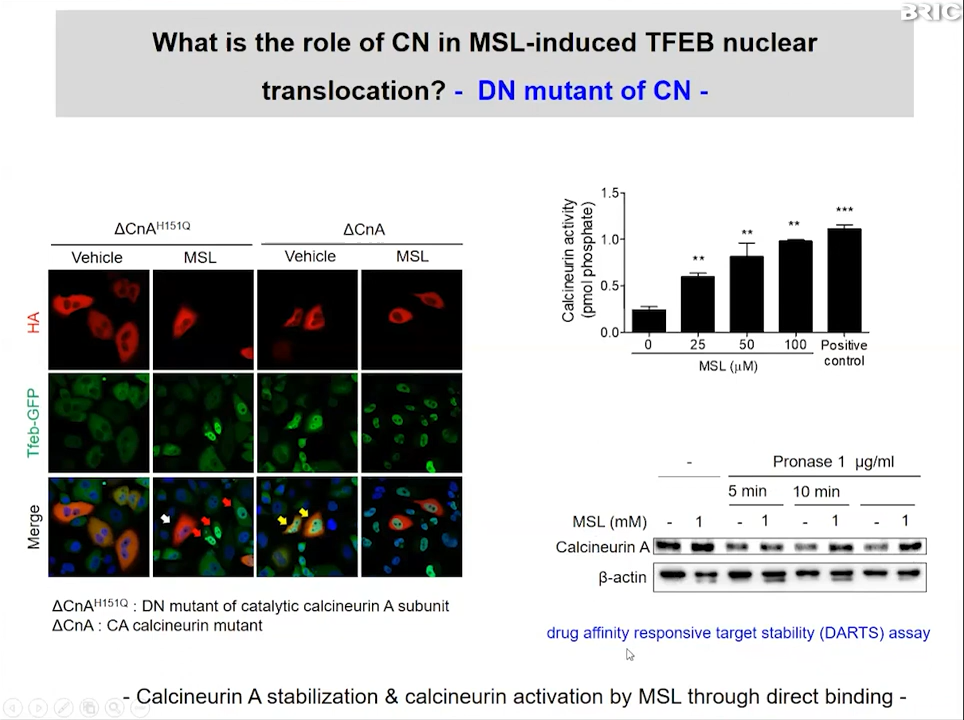 BRIC
What is the role of CN in MSL-induced TFEB nuclear
translocation? - DN mutant of CN -
ΔCnAH151Q
ΔCnA
Vehicle MSL Vehicle MSL
HA
Tfeb-GFP
Merge
ΔCnAH151Q : DN mutant of catalytic calcineurin A subunit
ΔCnA : CA calcineurin mutant
Calcineurin activity
(pmol phosphate)
1.5
1.0
0.5
0.0
** ** ** ***
0 25 50 100 Positive
control
MSL (μM)
- Pronase 1 μg/ml
5 min 10 min
MSL (mM) - 1 - 1 - 1 - 1
Calcineurin A
β-actin
drug affinity responsive target stability (DARTS) assay
- Calcineurin A stabilization & calcineurin activation by MSL through direct binding -